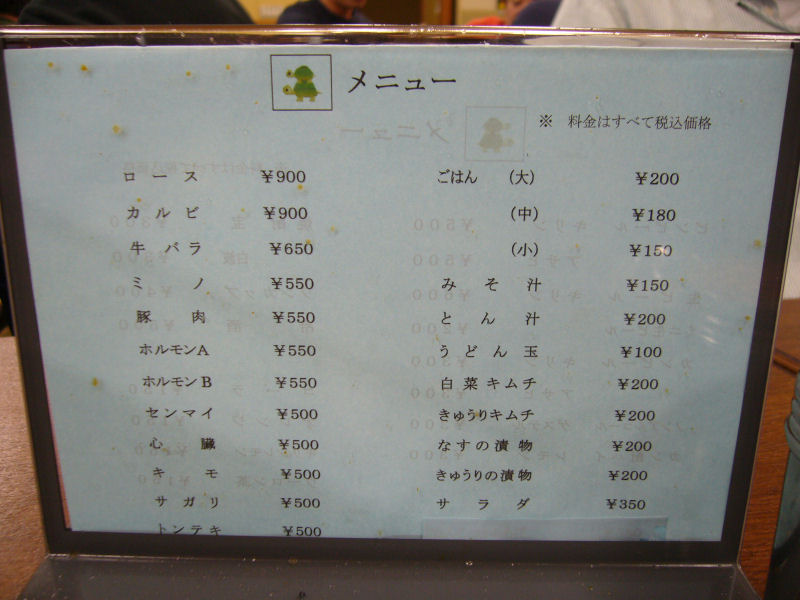 メニュー
※ 料金はすべて税込価格
ロース ￥900
カルビ ￥900
牛バラ ￥650
ミノ ￥550
豚肉 ￥550
ホルモンA ￥550
ホルモンB ￥550
センマイ ￥500
心臓 ￥500
キモ ￥500
サガリ ￥500
トンテキ ￥500
ごはん (大) ￥200
(中) ￥180
(小) ￥150
みそ汁 ￥150
とん汁 ￥200
うどん玉 ￥100
白菜キムチ ￥200
きゅうりキムチ ￥200
なすの漬物 ￥200
きゅうりの漬物 ￥200
サラダ ￥350